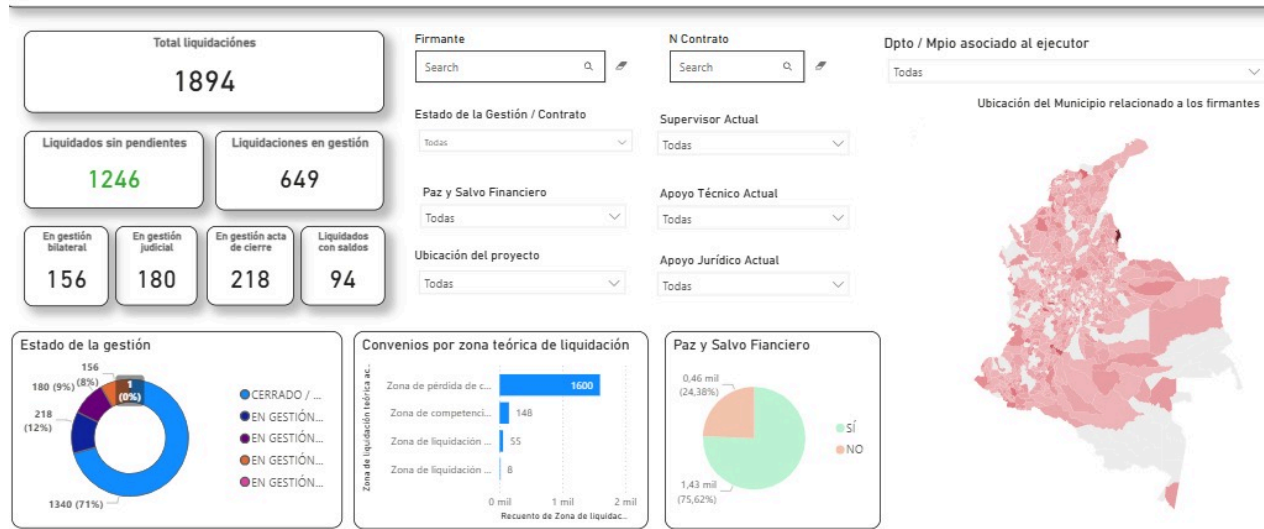 Total liquidaciónes
1894
Liquidados sin pendientes
1246
Liquidaciones en gestión
649
En gestión
bilateral
156
En gestión
judicial
180
En gestión acta
de cierre
218
Liquidados
con saldos
94
Firmante
Search
N Contrato
Search
Estado de la Gestión / Contrato
Todas
Supervisor Actual
Todas
Paz y Salvo Financiero
Todas
Apoyo Técnico Actual
Todas
Ubicación del proyecto
Todas
Apoyo Jurídico Actual
Todas
Dpto / Mpio asociado al ejecutor
Todas
Ubicación del Municipio relacionado a los firmantes
Estado de la gestión
156
(8%)
1
(0%)
180 (9%)
218
(12%)
1340 (71%)
CERRADO / ...
EN GESTIÓN...
EN GESTIÓN...
EN GESTIÓN...
EN GESTIÓN...
Convenios por zona teórica de liquidación
Zona de liquidación teórica ac...
Zona de pérdida de c... 1600
Zona de competenci... 148
Zona de liquidación ... 55
Zona de liquidación ... 8
0 mil 1 mil 2 mil
Recuento de Zona de liquidac...
Paz y Salvo Fianciero
0,46 mil
(24,38%)
1,43 mil
(75,62%)
SÍ
NO